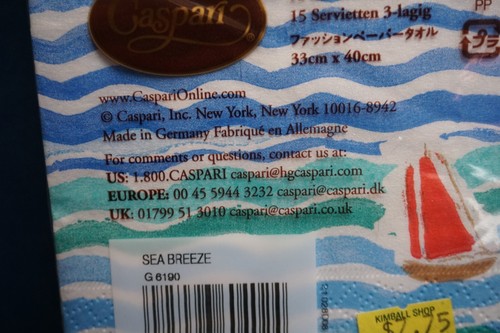 Caspari
15 Servietten 3-lagig
ファッションペーパータオル
33cm x 40cm
PP
プラ
www.CaspariOnline.com
© Caspari, Inc. New York, New York 10016-8942
Made in Germany Fabriqué en Allemagne
For comments or questions, contact us at:
US: 1.800.CASPARI caspari@hgcaspari.com
EUROPE: 00 45 5944 3232 caspari@caspari.dk
UK: 01799 51 3010 caspari@caspari.co.uk
SEA BREEZE
G 6190
KIMBALL SHOP